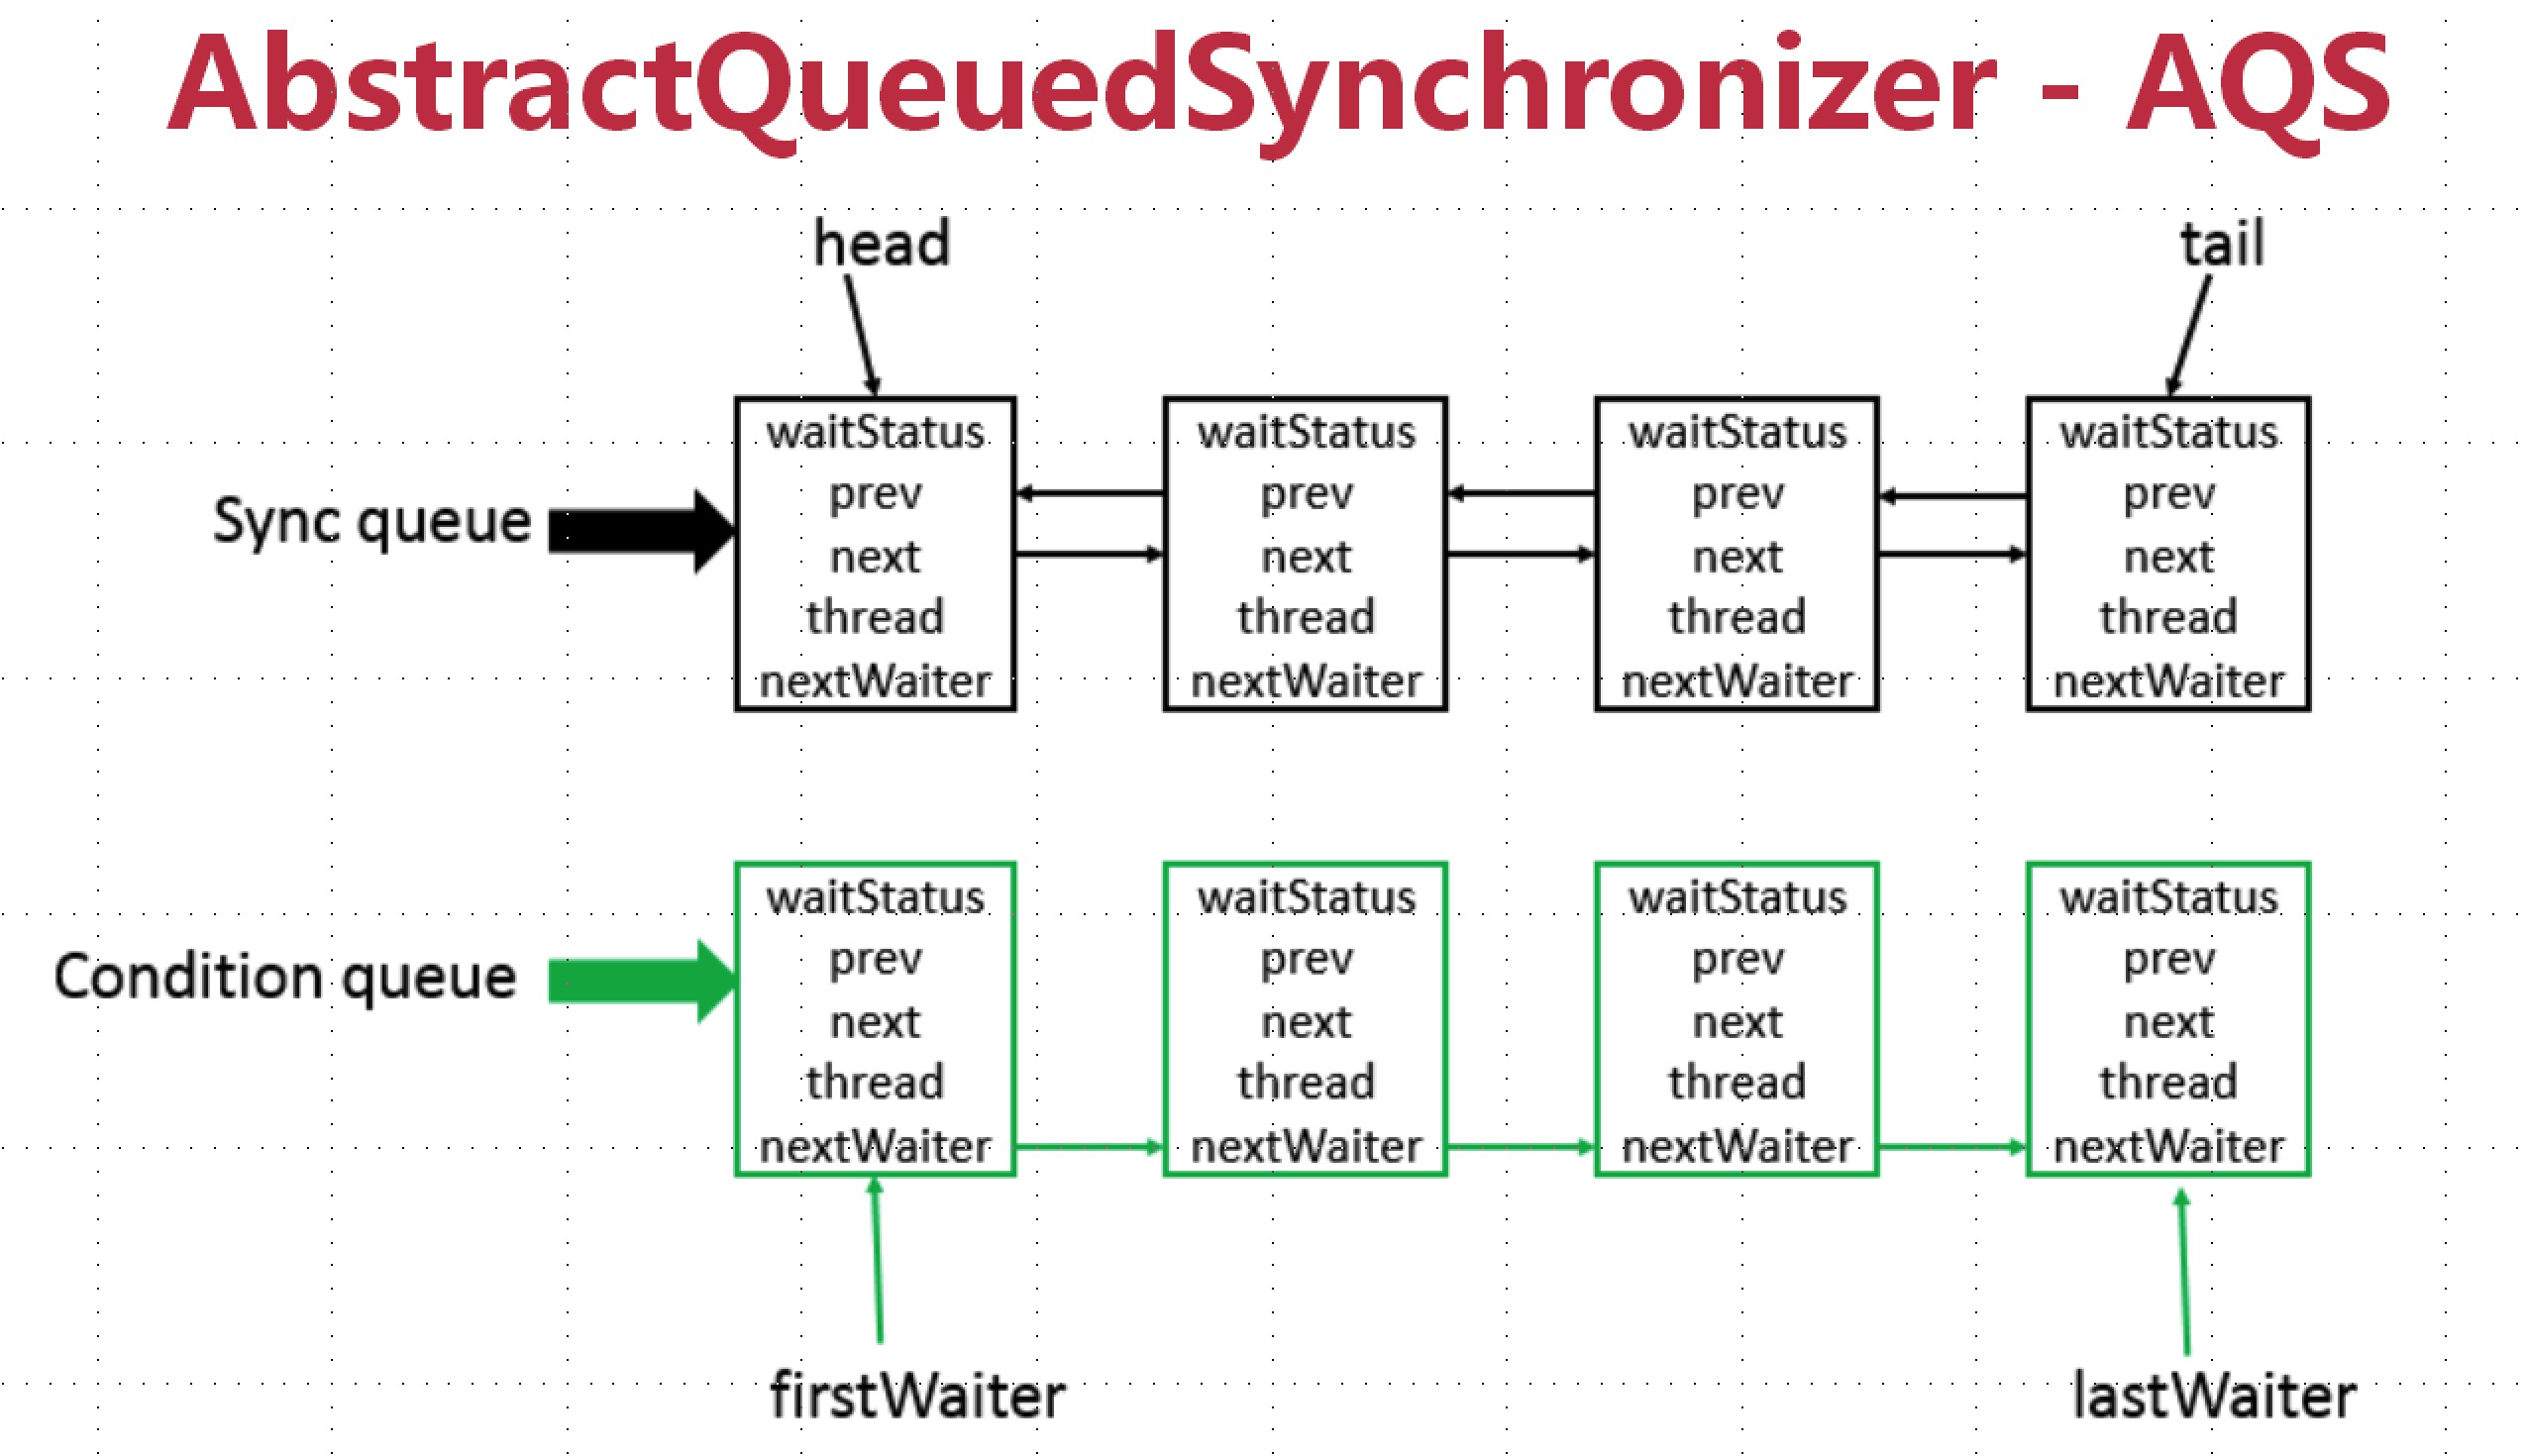 AbstractQueuedSynchronizer - AQS
head
tail
Sync queue
waitStatus
prev
next
thread
nextWaiter
waitStatus
prev
next
thread
nextWaiter
waitStatus
prev
next
thread
nextWaiter
waitStatus
prev
next
thread
nextWaiter
Condition queue
waitStatus
prev
next
thread
nextWaiter
waitStatus
prev
next
thread
nextWaiter
waitStatus
prev
next
thread
nextWaiter
waitStatus
prev
next
thread
nextWaiter
firstWaiter
lastWaiter